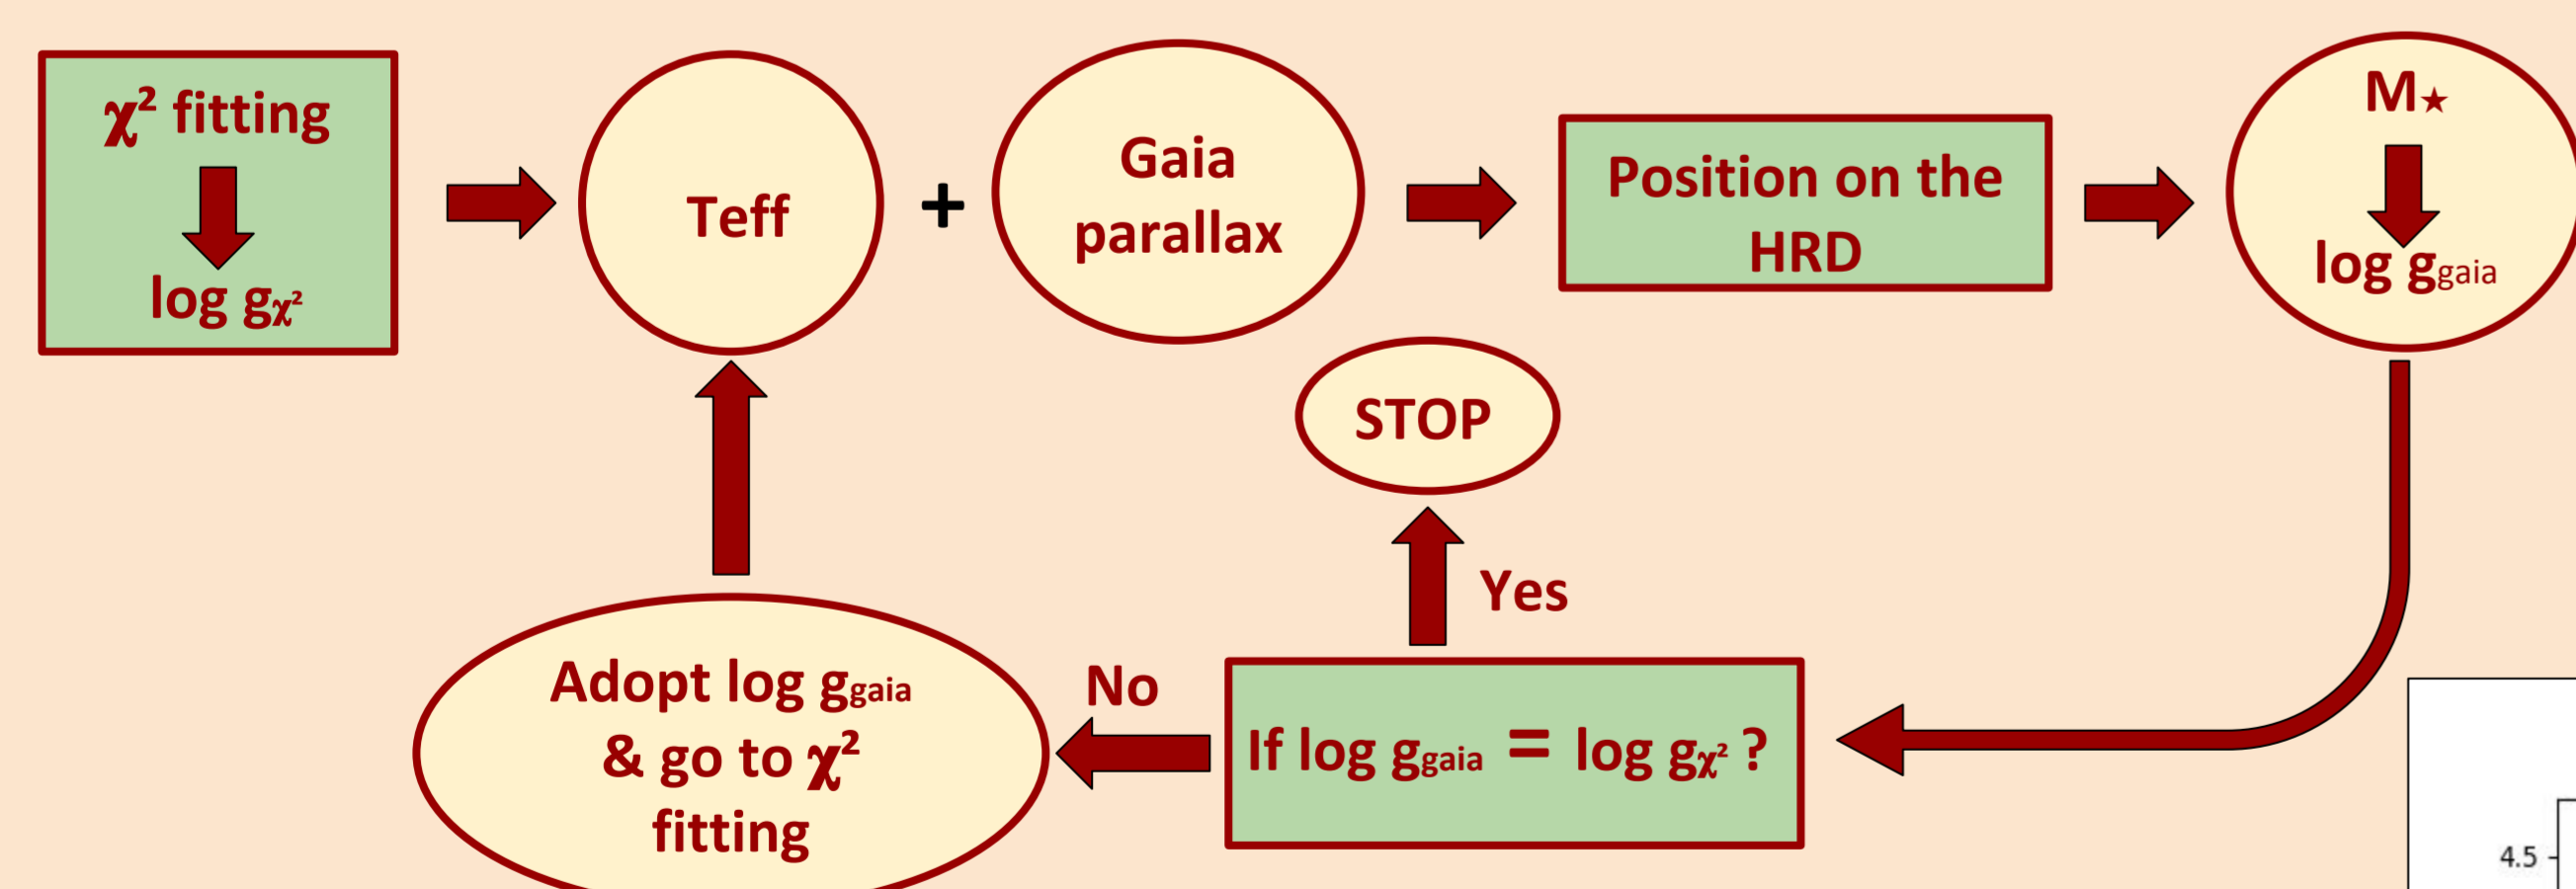 χ² fitting
log gχ²
Teff
+
Gaia
parallax
Position on the
HRD
M★
log ggaia
STOP
Yes
No
If log ggaia = log gχ² ?
Adopt log ggaia
& go to χ²
fitting
4.5